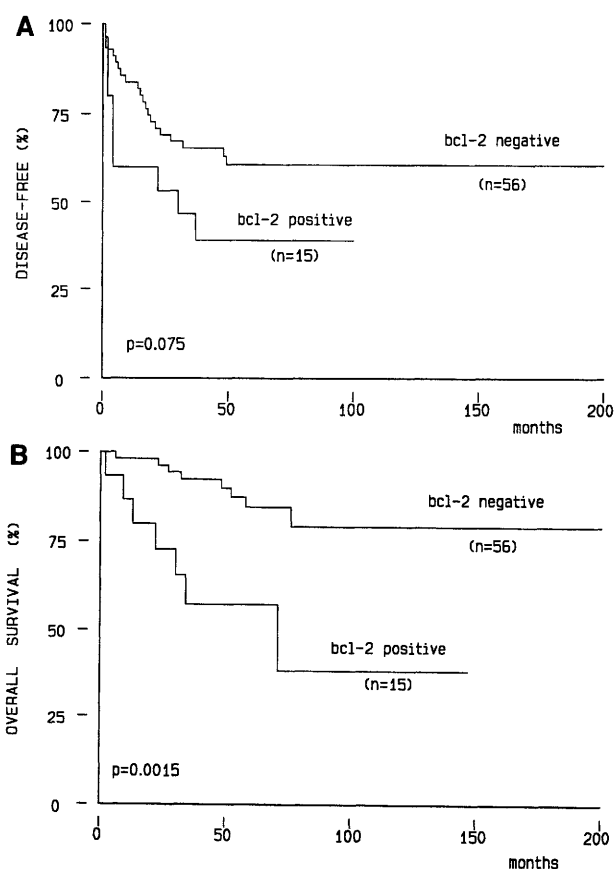 A
100
75
50
25
0
DISEASE-FREE (%)
bcl-2 negative
(n=56)
bcl-2 positive
(n=15)
p=0.075
0
50
100
150
200
months
B
100
75
50
25
0
OVERALL SURVIVAL (%)
bcl-2 negative
(n=56)
bcl-2 positive
(n=15)
p=0.0015
0
50
100
150
200
months